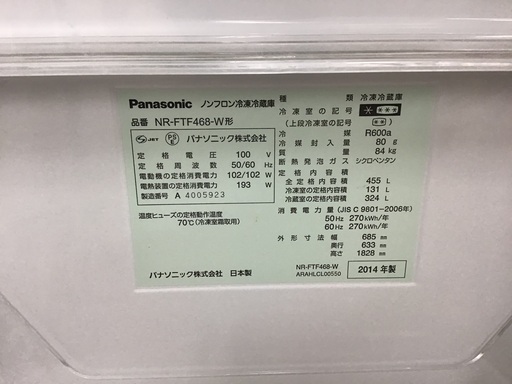 Panasonic ノンフロン冷凍冷蔵庫
品番 NR-FTF468-W形
JET PSE パナソニック株式会社
定格電圧 100 V
定格周波数 50/60 Hz
電動機の定格消費電力 102/102 W
電熱装置の定格消費電力 193 W
製造番号 A 4005923
温度ヒューズの定格動作温度
70℃(冷凍室霜取用)
パナソニック株式会社 日本製
種類 冷凍冷蔵庫
冷凍室の記号
(上段冷凍室の記号)
冷媒 R600a
冷媒封入量 80 g
質量 84 kg
断熱発泡ガス シクロペンタン
定格内容積
全定格内容積 455 L
冷凍室の定格内容積 131 L
冷蔵室の定格内容積 324 L
消費電力量(JIS C 9801-2006年)
50Hz 270 kWh/年
60Hz 270 kWh/年
外形寸法 幅 685 mm
奥行 633 mm
高さ 1828 mm
NR-FTF468-W
ARAHLCL00550
2014 年製